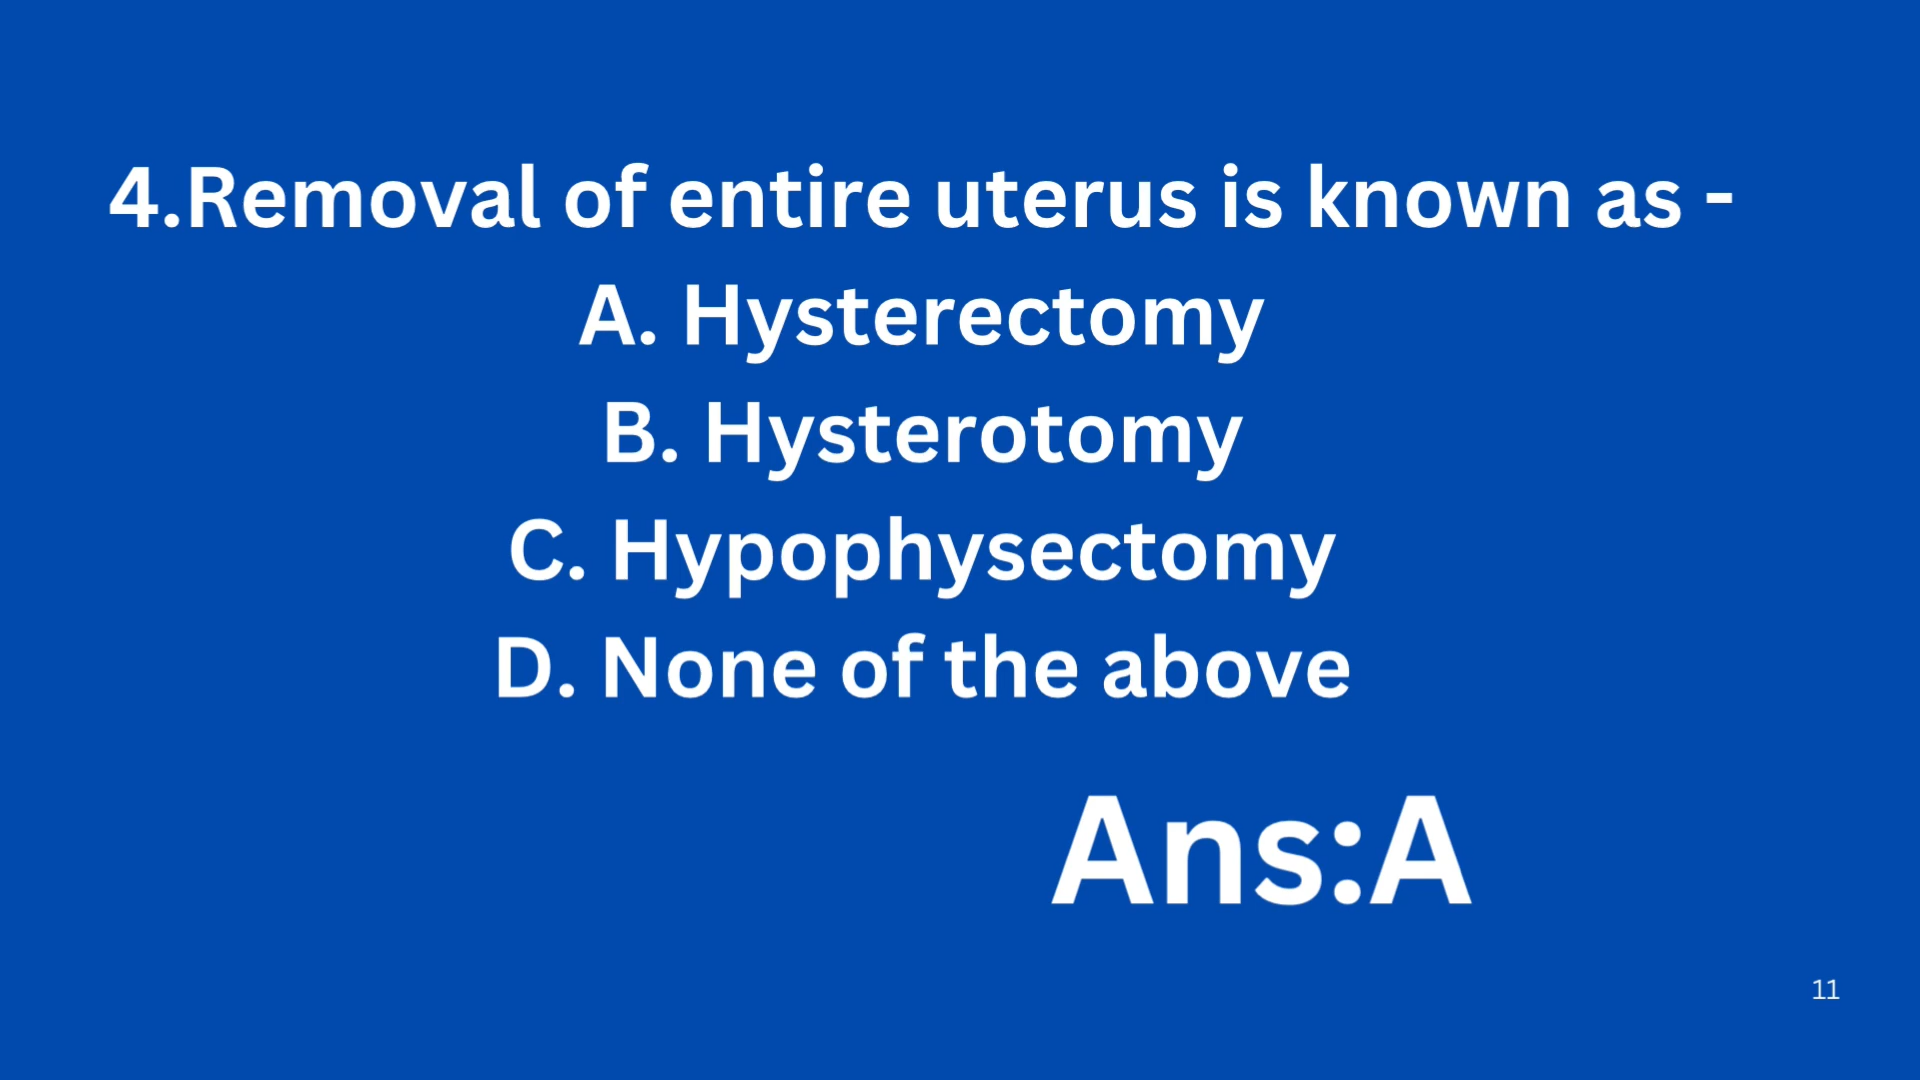 4.Removal of entire uterus is known as -
A. Hysterectomy
B. Hysterotomy
C. Hypophysectomy
D. None of the above
Ans:A
11